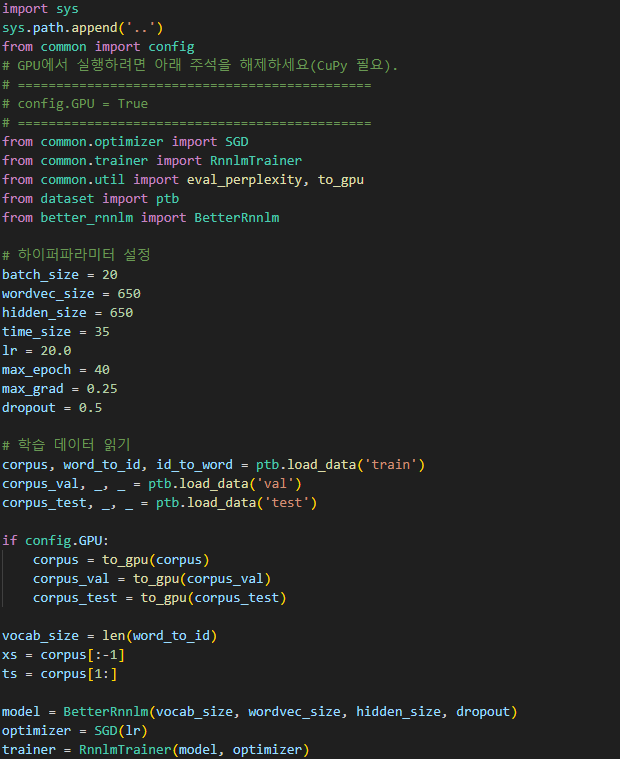 import sys
sys.path.append('..')
from common import config
# GPU에서 실행하려면 아래 주석을 해제하세요(CuPy 필요).
# ==============================================
# config.GPU = True
# ==============================================
from common.optimizer import SGD
from common.trainer import RnnlmTrainer
from common.util import eval_perplexity, to_gpu
from dataset import ptb
from better_rnnlm import BetterRnnlm

# 하이퍼파라미터 설정
batch_size = 20
wordvec_size = 650
hidden_size = 650
time_size = 35
lr = 20.0
max_epoch = 40
max_grad = 0.25
dropout = 0.5

# 학습 데이터 읽기
corpus, word_to_id, id_to_word = ptb.load_data('train')
corpus_val, _, _ = ptb.load_data('val')
corpus_test, _, _ = ptb.load_data('test')

if config.GPU:
    corpus = to_gpu(corpus)
    corpus_val = to_gpu(corpus_val)
    corpus_test = to_gpu(corpus_test)

vocab_size = len(word_to_id)
xs = corpus[:-1]
ts = corpus[1:]

model = BetterRnnlm(vocab_size, wordvec_size, hidden_size, dropout)
optimizer = SGD(lr)
trainer = RnnlmTrainer(model, optimizer)